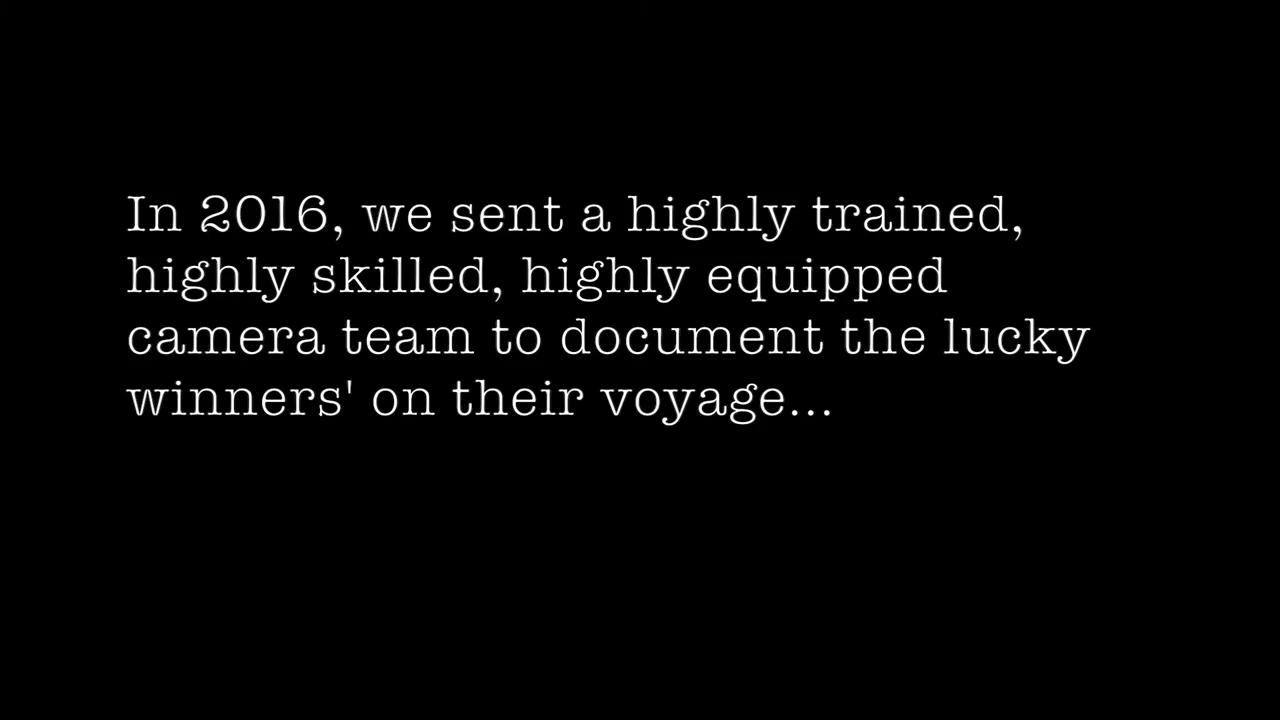 In 2016, we sent a highly trained,
highly skilled, highly equipped
camera team to document the lucky
winners' on their voyage...